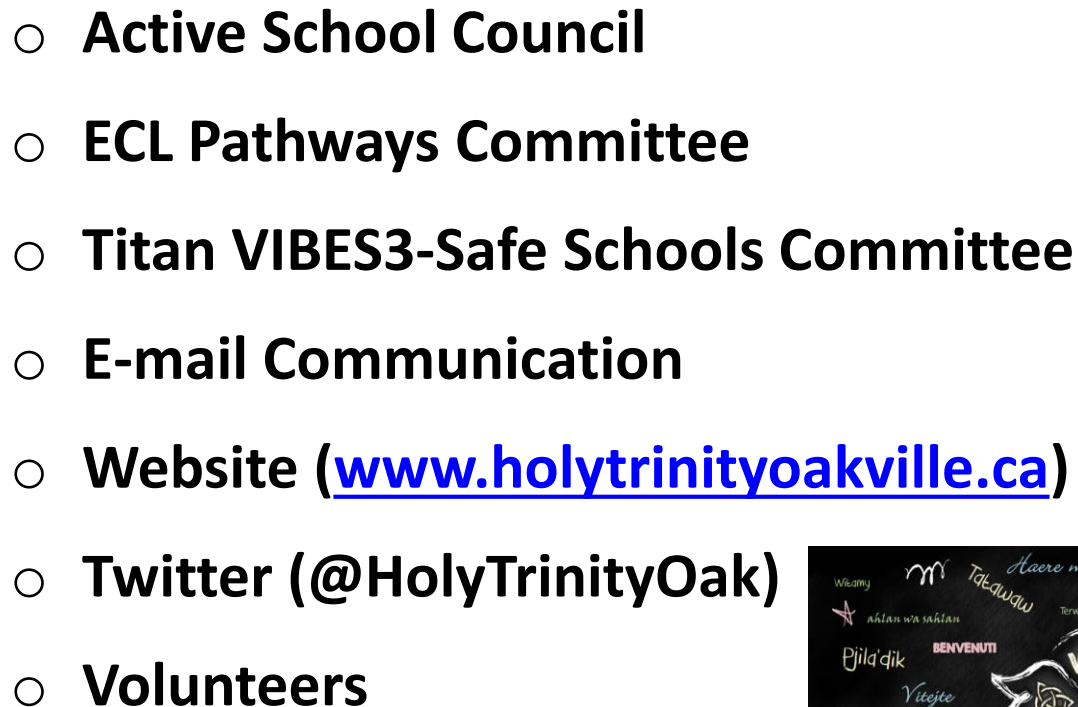 o Active School Council
o ECL Pathways Committee
o Titan VIBES3-Safe Schools Committee
o E-mail Communication
o Website (www.holytrinityoakville.ca)
o Twitter (@HolyTrinityOak)
o Volunteers
Witamy
Tatawaw
Haere
ahlan wa sahlan
Pjila'dik
BENVENUTI
Vitejte